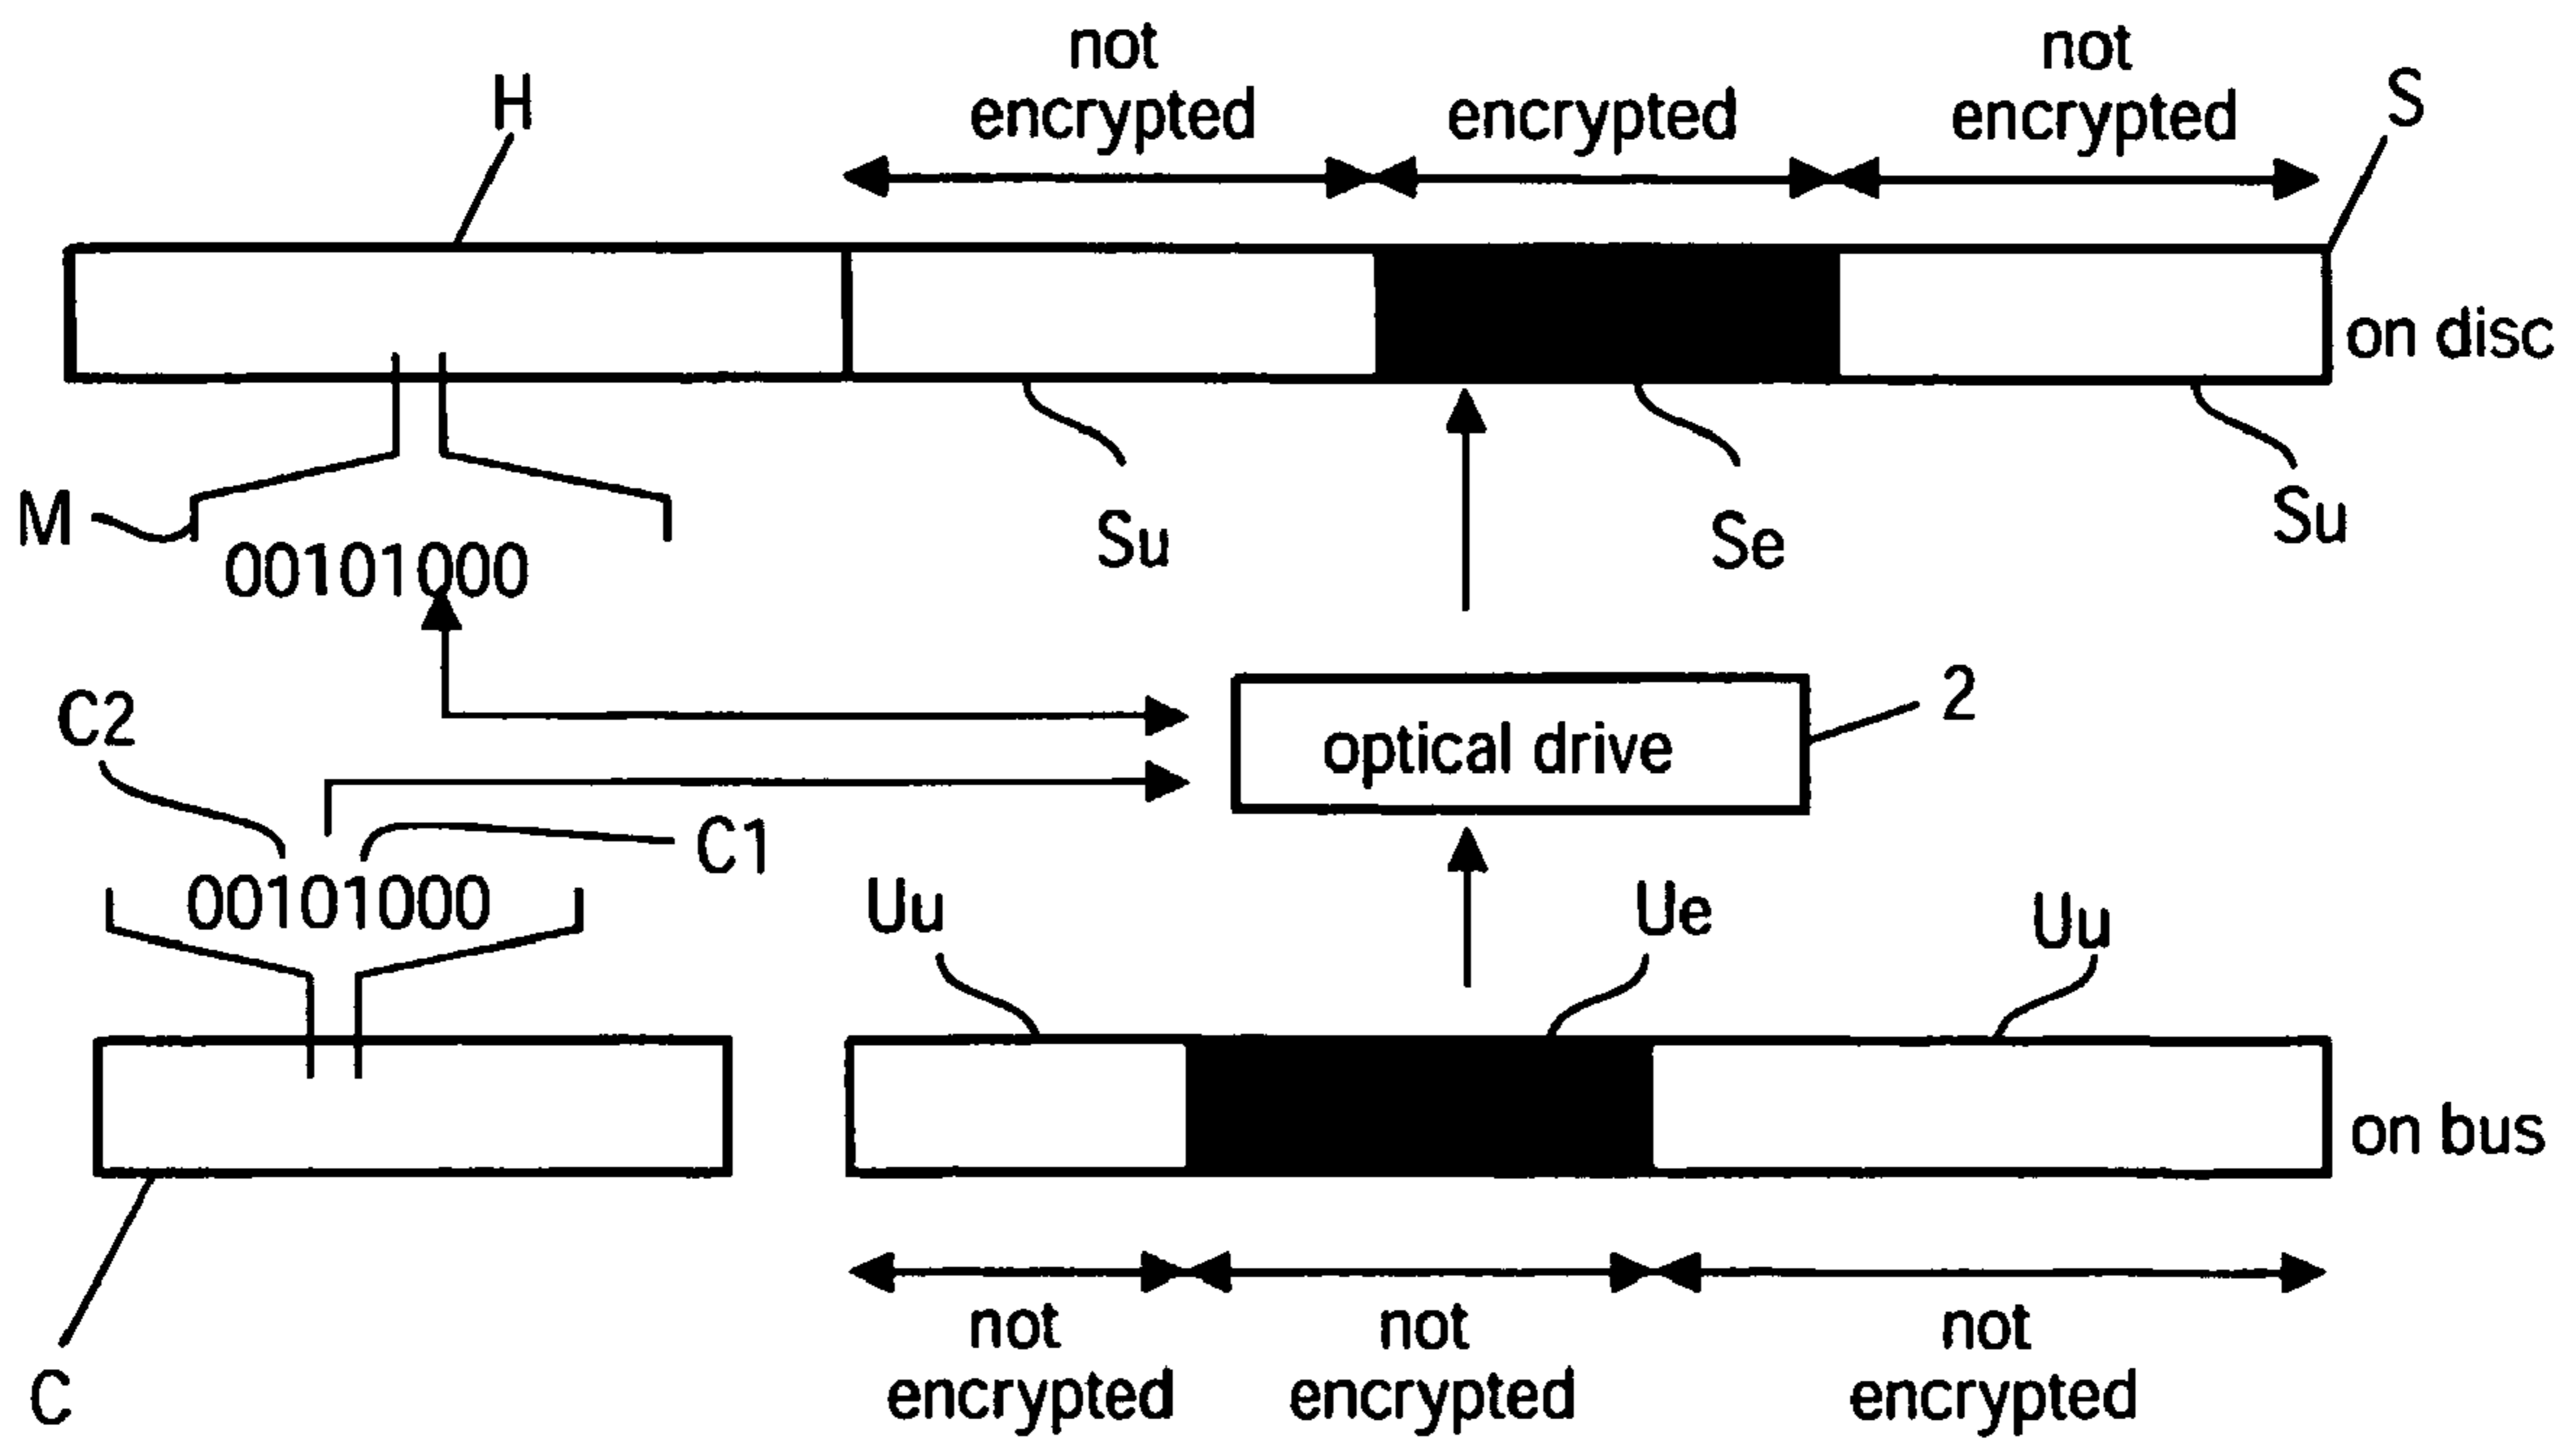 not
encrypted
encrypted
not
encrypted
H
S
on disc
M
00101000
Su
Se
Su
C2
optical drive
2
C1
00101000
Uu
Ue
Uu
on bus
C
not
encrypted
not
encrypted
not
encrypted